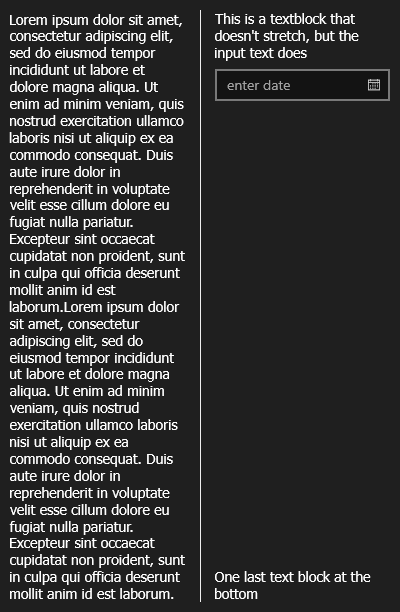 Lorem ipsum dolor sit amet,
consectetur adipiscing elit,
sed do eiusmod tempor
incididunt ut labore et
dolore magna aliqua. Ut
enim ad minim veniam, quis
nostrud exercitation ullamco
laboris nisi ut aliquip ex ea
commodo consequat. Duis
aute irure dolor in
reprehenderit in voluptate
velit esse cillum dolore eu
fugiat nulla pariatur.
Excepteur sint occaecat
cupidatat non proident, sunt
in culpa qui officia deserunt
mollit anim id est
laborum.Lorem ipsum dolor
sit amet, consectetur
adipiscing elit, sed do
eiusmod tempor incididunt
ut labore et dolore magna
aliqua. Ut enim ad minim
veniam, quis nostrud
exercitation ullamco laboris
nisi ut aliquip ex ea
commodo consequat. Duis
aute irure dolor in
reprehenderit in voluptate
velit esse cillum dolore eu
fugiat nulla pariatur.
Excepteur sint occaecat
cupidatat non proident, sunt
in culpa qui officia deserunt
mollit anim id est laborum.
This is a textblock that
doesn't stretch, but the
input text does
enter date
One last text block at the
bottom